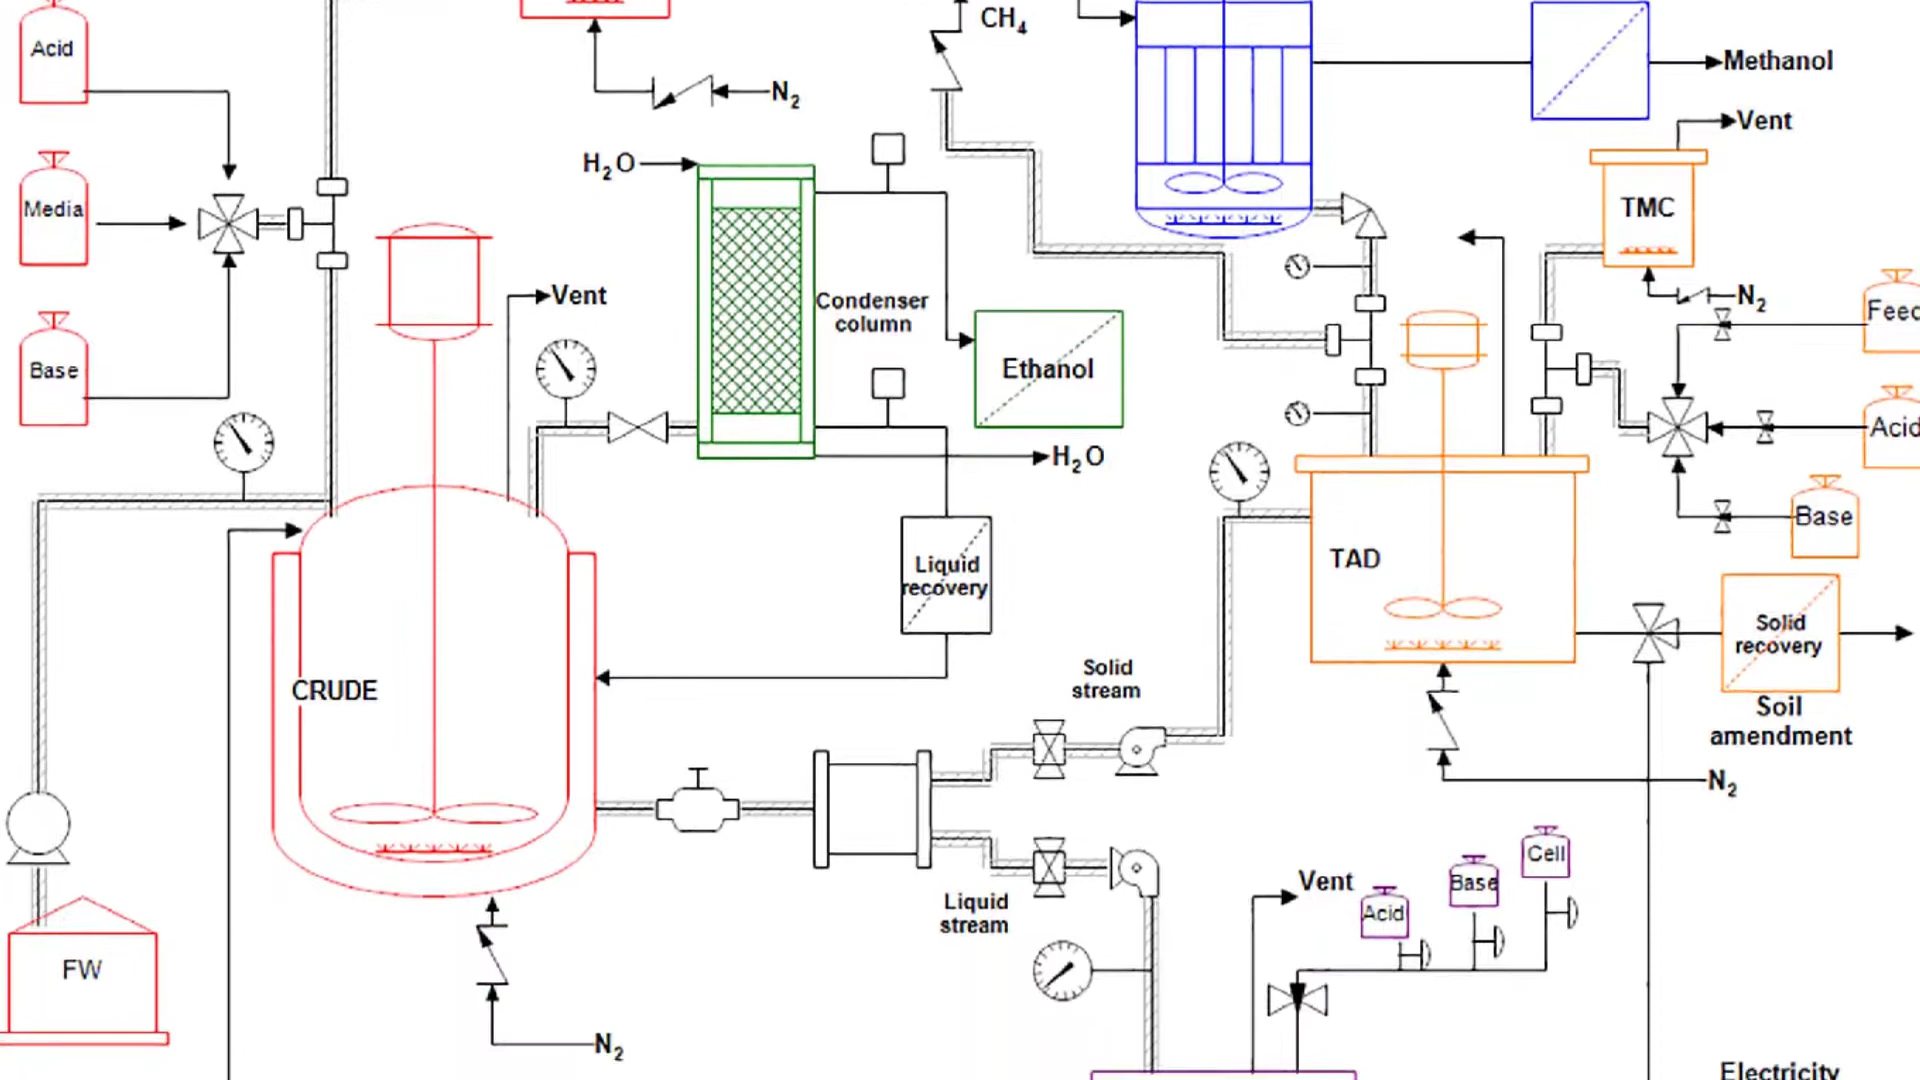 Acid
CH4
Methanol
N2
Vent
H2O
Media
TMC
Vent
N2
Condenser
column
Feed
Base
Ethanol
Acid
H2O
Base
TAD
Liquid
recovery
Solid
recovery
Solid
stream
CRUDE
Soil
amendment
N2
Cell
Vent
Base
Acid
Liquid
stream
FW
N2
Electricity